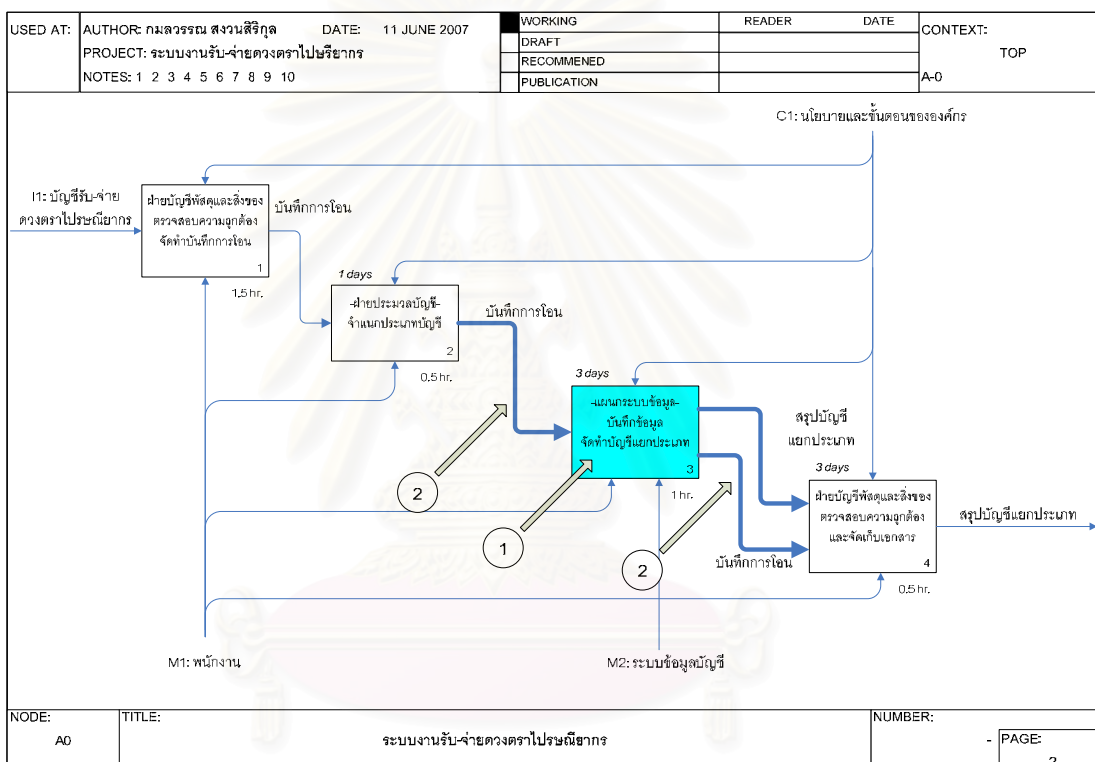 USED AT: AUTHOR: กมลวรรณ สงวนสิริกุล DATE: 11 JUNE 2007
PROJECT: ระบบงานรับ-จ่ายดวงตราไปษรียากร
NOTES: 1 2 3 4 5 6 7 8 9 10
WORKING READER DATE
DRAFT
RECOMMENED
PUBLICATION
CONTEXT:
TOP
A-0
C1: นโยบายและขั้นตอนขององค์กร
I1: บัญชีรับ-จ่าย
ดวงตราไปรษณียากร
ฝ่ายบัญชีพัสดุและสิ่งของ
ตรวจสอบความถูกต้อง
จัดทำบันทึกการโอน
1
1.5 hr.
บันทึกการโอน
1 days
-ฝ่ายประมวลบัญชี-
จำแนกประเภทบัญชี
2
0.5 hr.
บันทึกการโอน
3 days
-แผนกระบบข้อมูล-
บันทึกข้อมูล
จัดทำบัญชีแยกประเภท
3
1 hr.
สรุปบัญชี
แยกประเภท
3 days
ฝ่ายบัญชีพัสดุและสิ่งของ
ตรวจสอบความถูกต้อง
และจัดเก็บเอกสาร
4
0.5 hr.
สรุปบัญชีแยกประเภท
2
1
2
บันทึกการโอน
M1: พนักงาน
M2: ระบบข้อมูลบัญชี
NODE: TITLE: NUMBER:
A0 ระบบงานรับ-จ่ายดวงตราไปรษณียากร - PAGE:
2